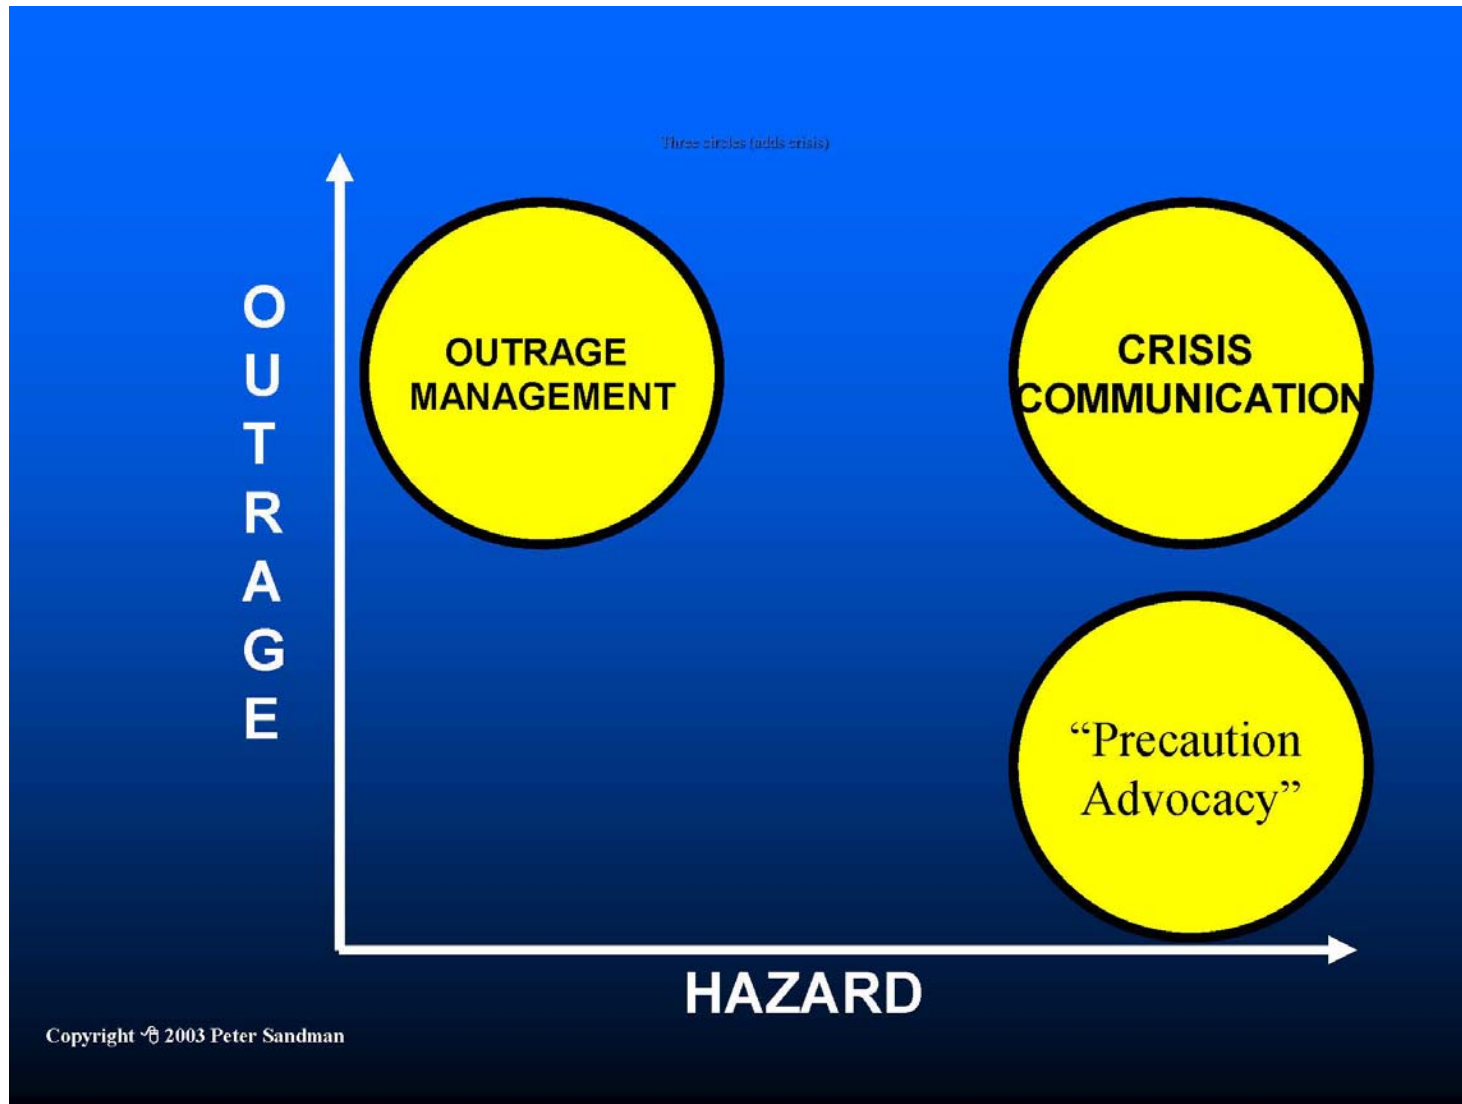 Three circles (adds crisis)
OUTRAGE
OUTRAGE
MANAGEMENT
CRISIS
COMMUNICATION
“Precaution
Advocacy”
HAZARD
Copyright 🖰 2003 Peter Sandman